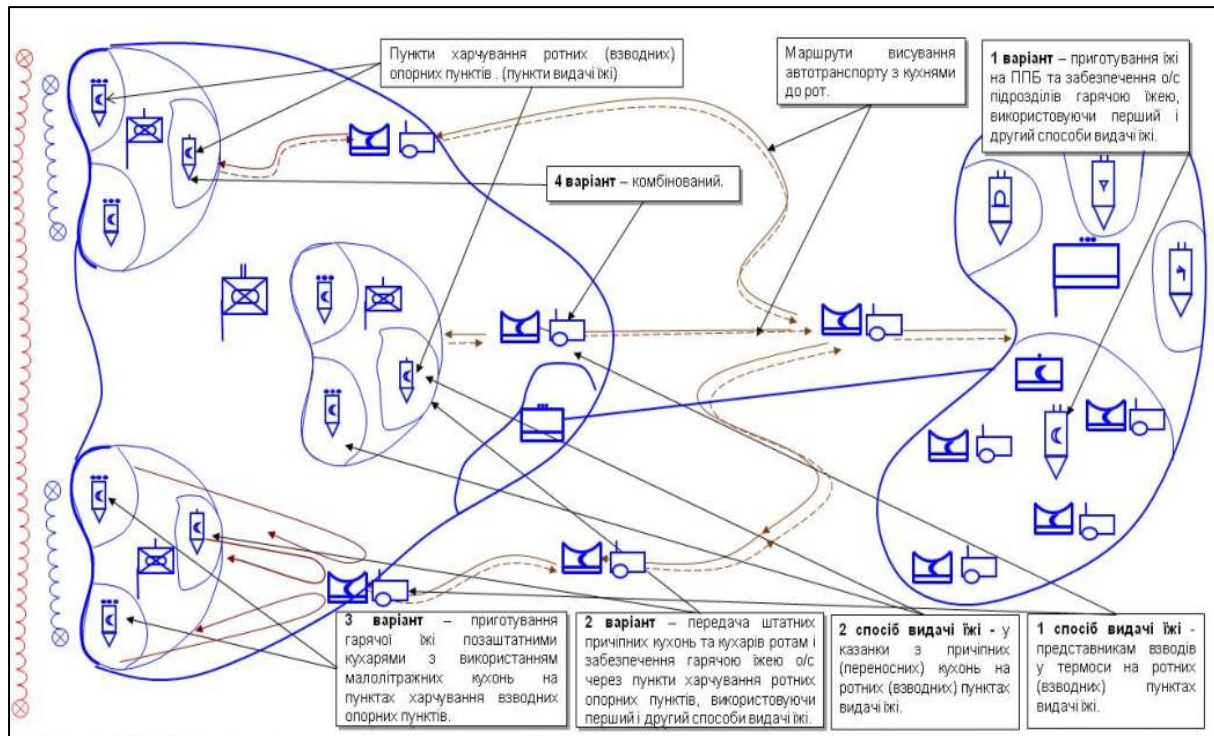 Пункти харчування ротних (взводних)
опорних пунктів . (пункти видачі їжі)
Маршрути висування
автотранспорту з кухнями
до рот.
1 варіант – приготування їжі
на ППБ та забезпечення о/с
підрозділів гарячою їжею,
використовуючи перший і
другий способи видачі їжі.
4 варіант – комбінований.
3 варіант – приготування
гарячої їжі позаштатними
кухарями з використанням
малолітражних кухонь на
пунктах харчування взводних
опорних пунктів.
2 варіант – передача штатних
причіпних кухонь та кухарів ротам і
забезпечення гарячою їжею о/с
через пункти харчування ротних
опорних пунктів, використовуючи
перший і другий способи видачі їжі.
2 спосіб видачі їжі - у
казанки з причіпних
(переносних) кухонь на
ротних (взводних) пунктах
видачі їжі.
1 спосіб видачі їжі -
представникам взводів
у термоси на ротних
(взводних) пунктах
видачі їжі.